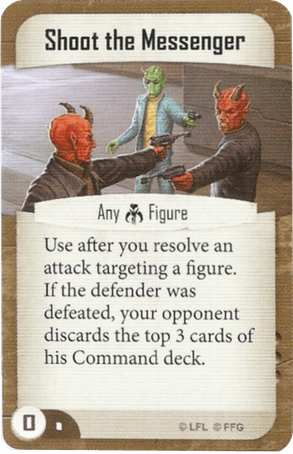 Shoot the Messenger
Any Figure
Use after you resolve an
attack targeting a figure.
If the defender was
defeated, your opponent
discards the top 3 cards of
his Command deck.
0
© LFL © FFG